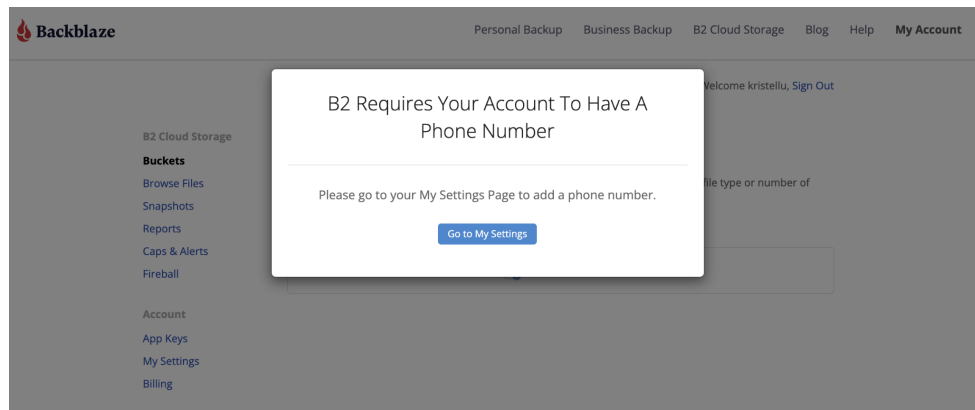 Backblaze
Personal Backup Business Backup B2 Cloud Storage Blog Help My Account
Welcome kristellu, Sign Out
B2 Requires Your Account To Have A
Phone Number
Please go to your My Settings Page to add a phone number.
Go to My Settings
file type or number of
B2 Cloud Storage
Buckets
Browse Files
Snapshots
Reports
Caps & Alerts
Fireball
Account
App Keys
My Settings
Billing